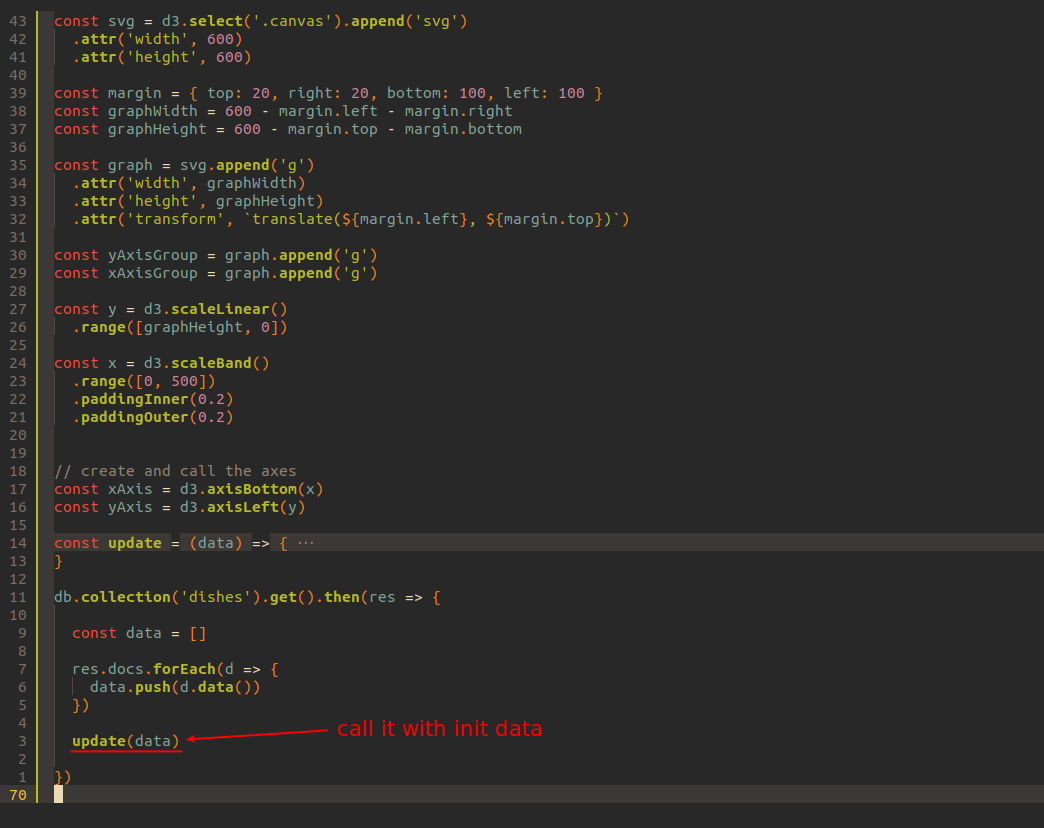 43 const svg = d3.select('.canvas').append('svg')
42   .attr('width', 600)
41   .attr('height', 600)
40
39 const margin = { top: 20, right: 20, bottom: 100, left: 100 }
38 const graphWidth = 600 - margin.left - margin.right
37 const graphHeight = 600 - margin.top - margin.bottom
36
35 const graph = svg.append('g')
34   .attr('width', graphWidth)
33   .attr('height', graphHeight)
32   .attr('transform', `translate(${margin.left}, ${margin.top})`)
31
30 const yAxisGroup = graph.append('g')
29 const xAxisGroup = graph.append('g')
28
27 const y = d3.scaleLinear()
26   .range([graphHeight, 0])
25
24 const x = d3.scaleBand()
23   .range([0, 500])
22   .paddingInner(0.2)
21   .paddingOuter(0.2)
20
19
18 // create and call the axes
17 const xAxis = d3.axisBottom(x)
16 const yAxis = d3.axisLeft(y)
15
14 const update = (data) => { ···
13 }
12
11 db.collection('dishes').get().then(res => {
10
9   const data = []
8
7   res.docs.forEach(d => {
6     data.push(d.data())
5   })
4
3   update(data) call it with init data
2
1 })
70